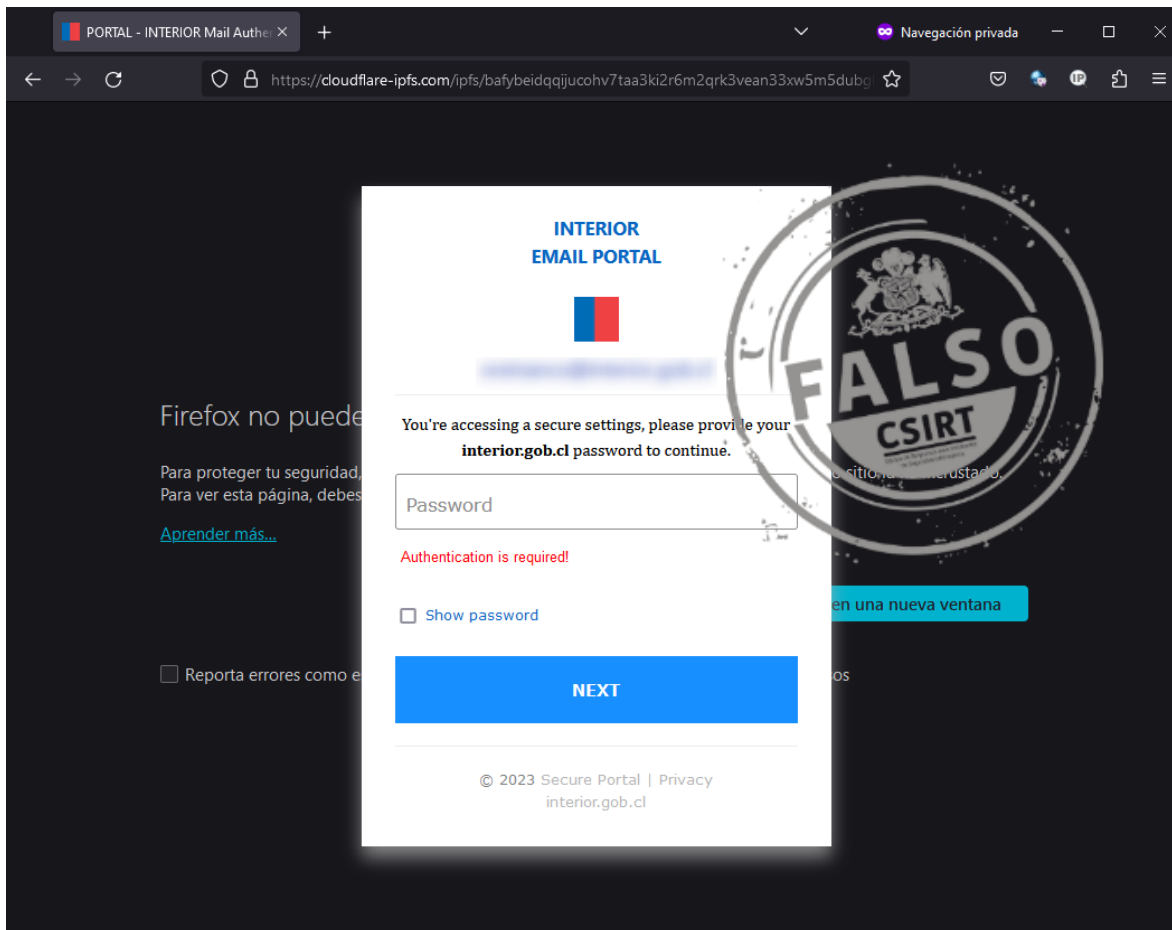 PORTAL - INTERIOR Mail Authe
Navegación privada
https://cloudflare-ipfs.com/ipfs/bafybeidqqijucohv7taa3ki2r6m2qrk3vean33xw5m5dubg
INTERIOR
EMAIL PORTAL
FALSO
CSIRT
Firefox no puede
You're accessing a secure settings, please provide your
interior.gob.cl password to continue.
Para proteger tu seguridad,
Para ver esta página, debes
Password
Aprender más...
Authentication is required!
Show password
en una nueva ventana
Reporta errores como e
os
NEXT
© 2023 Secure Portal | Privacy
interior.gob.cl